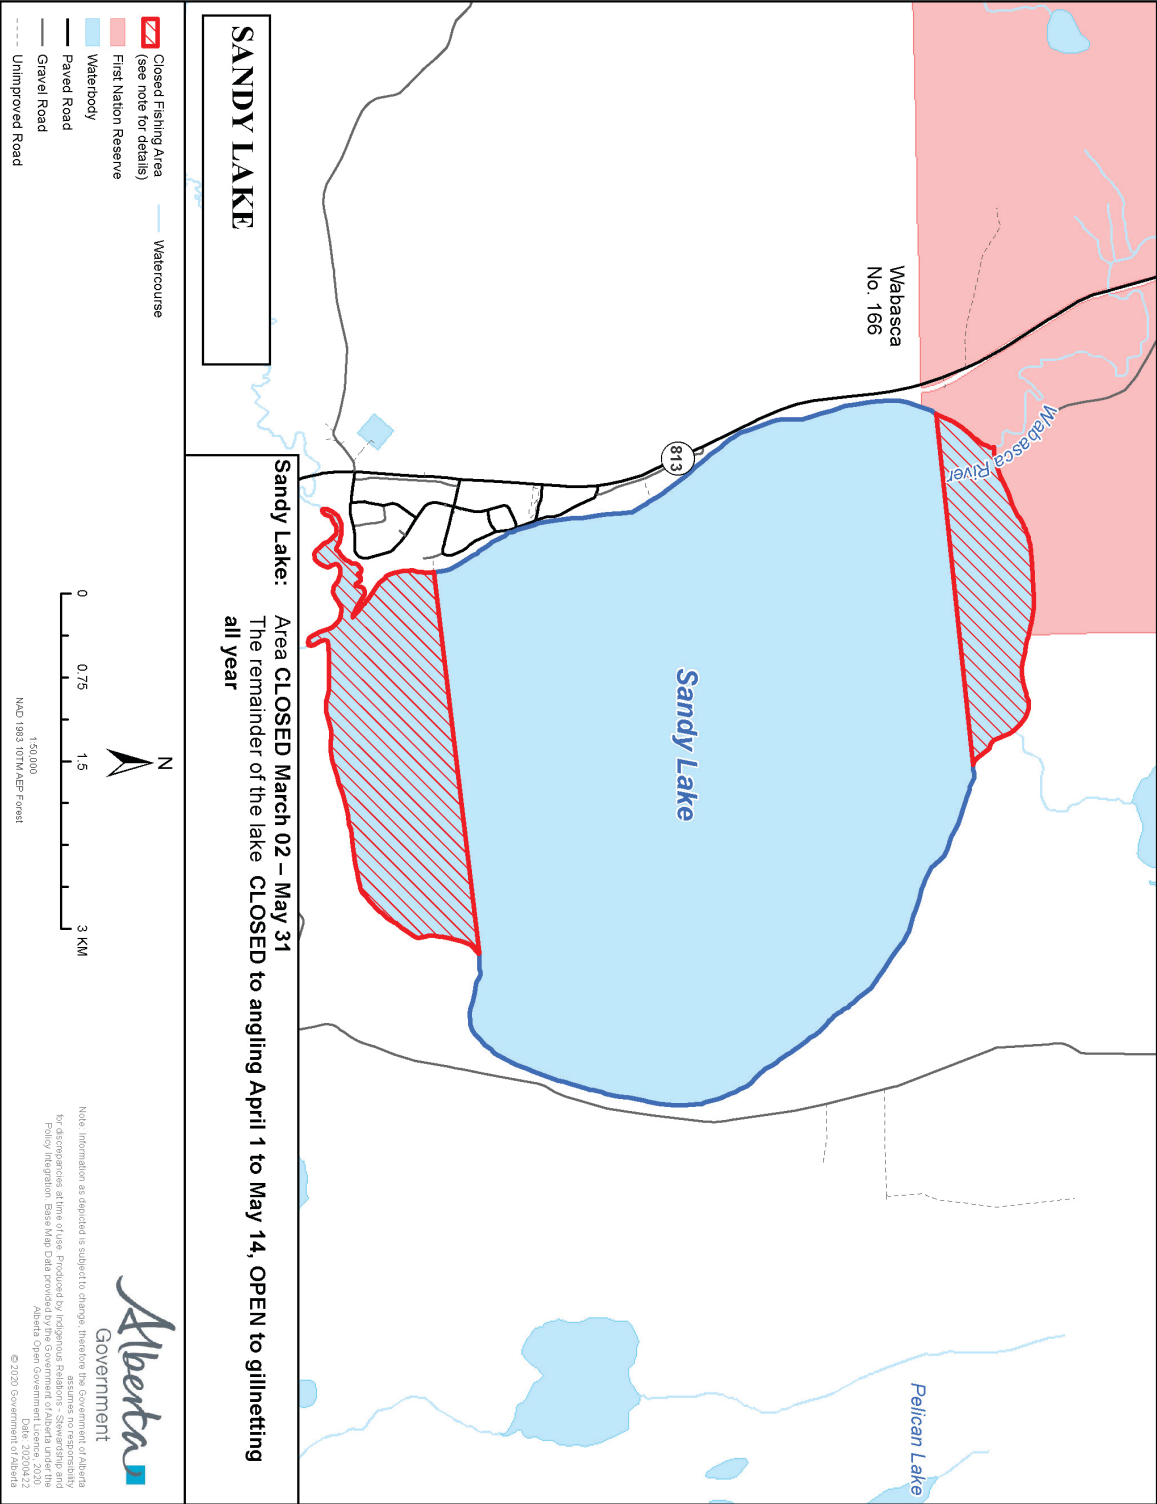 Wabasca
No. 166
Wabasca River
813
Sandy Lake
Pelican Lake
SANDY LAKE
Sandy Lake: Area CLOSED March 02 – May 31
The remainder of the lake CLOSED to angling April 1 to May 14, OPEN to gillnetting
all year
Closed Fishing Area
(see note for details)
First Nation Reserve
Waterbody
Paved Road
Gravel Road
Unimproved Road
Watercourse
N
0 0.75 1.5 3 KM
1:50,000
NAD 1983 10TM AEP Forest
Alberta
Government
Note: Information as depicted is subject to change, therefore the Government of Alberta
assumes no responsibility
for discrepancies at time of use. Produced by Indigenous Relations - Stewardship and
Policy Integration. Base Map Data provided by the Government of Alberta under the
Alberta Open Government Licence, 2020.
Date: 20200422
© 2020 Government of Alberta